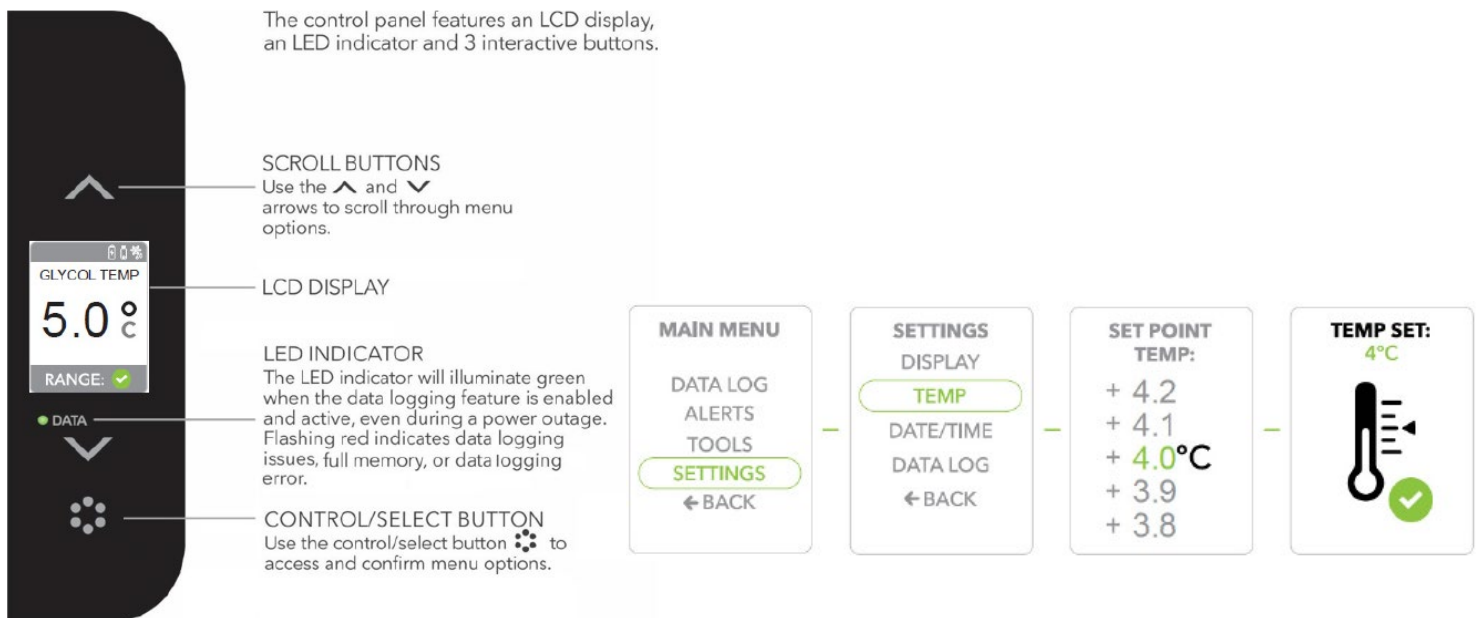 The control panel features an LCD display,
an LED indicator and 3 interactive buttons.
SCROLL BUTTONS
Use the ∧ and ∨
arrows to scroll through menu
options.
GLYCOL TEMP
5.0 °C
RANGE:
LCD DISPLAY
DATA
LED INDICATOR
The LED indicator will illuminate green
when the data logging feature is enabled
and active, even during a power outage.
Flashing red indicates data logging
issues, full memory, or data logging
error.
CONTROL/SELECT BUTTON
Use the control/select button to
access and confirm menu options.
MAIN MENU
DATA LOG
ALERTS
TOOLS
SETTINGS
←BACK
SETTINGS
DISPLAY
TEMP
DATE/TIME
DATA LOG
←BACK
SET POINT
TEMP:
+ 4.2
+ 4.1
+ 4.0°C
+ 3.9
+ 3.8
TEMP SET:
4°C